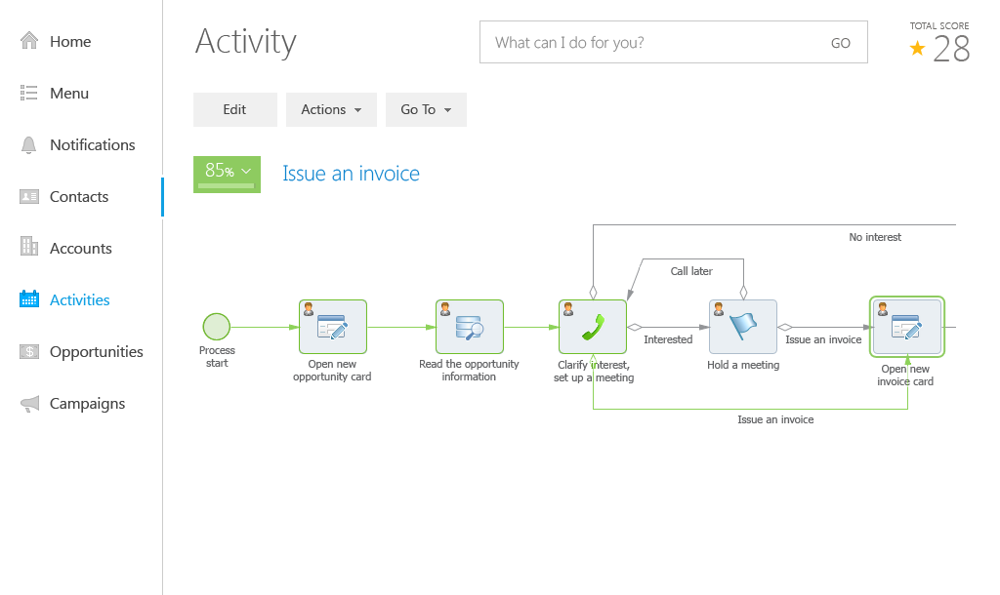 Home
Menu
Notifications
Contacts
Accounts
Activities
Opportunities
Campaigns
Activity
What can I do for you?
GO
TOTAL SCORE
28
Edit
Actions
Go To
85%
Issue an invoice
No interest
Call later
Process
start
Open new
opportunity card
Read the opportunity
information
Clarify interest,
set up a meeting
Interested
Hold a meeting
Issue an invoice
Open new
invoice card
Issue an invoice